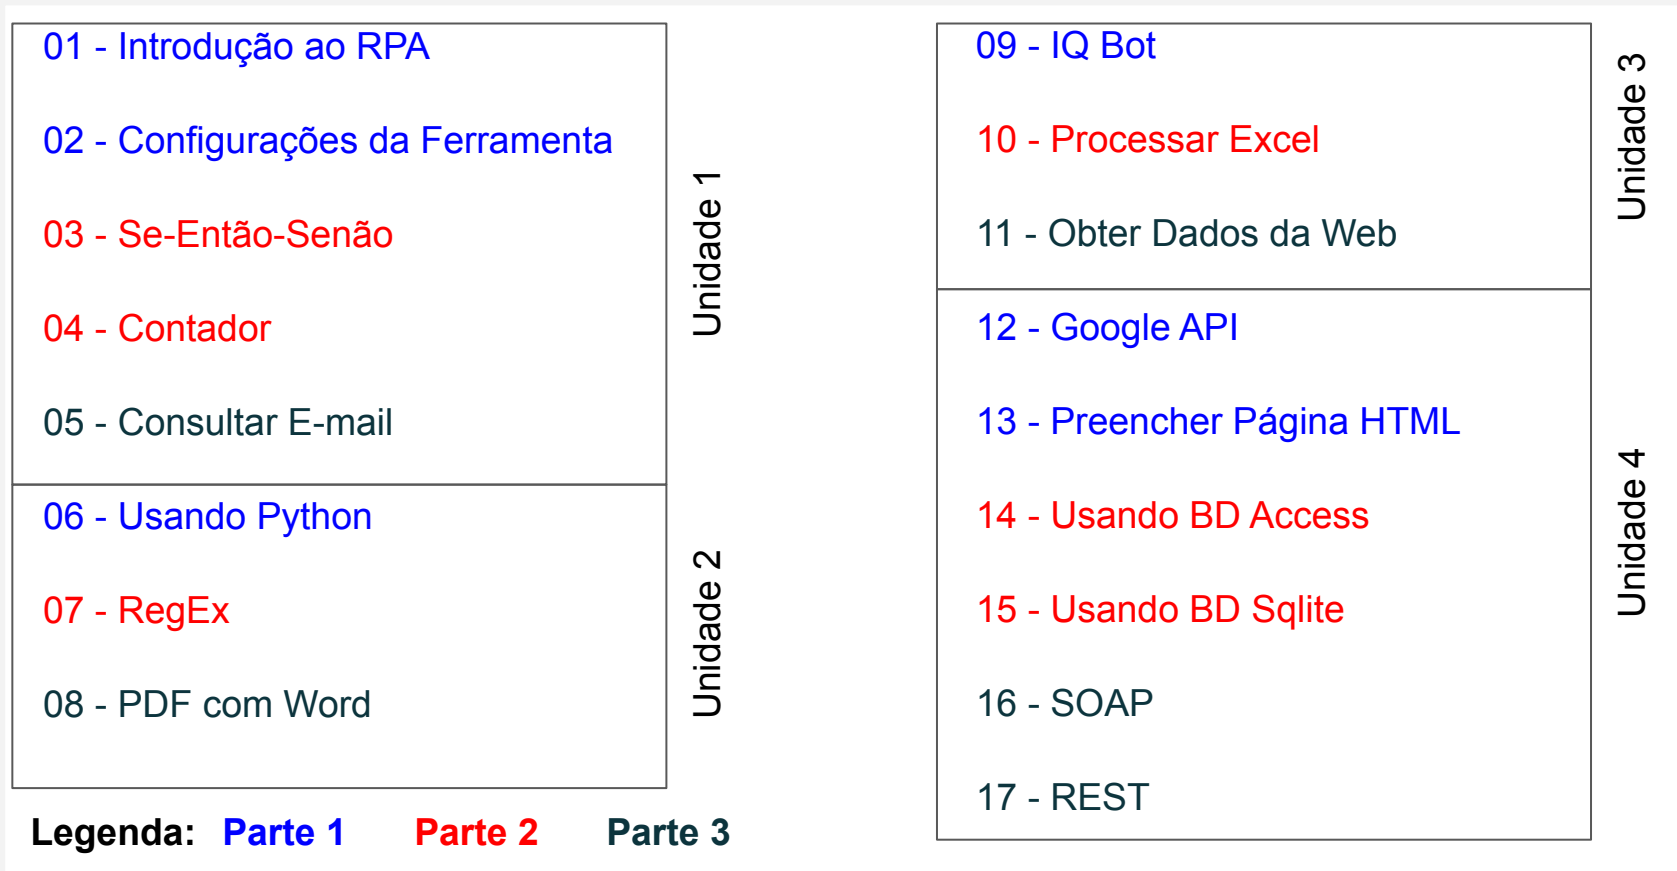 01 - Introdução ao RPA
02 - Configurações da Ferramenta
03 - Se-Então-Senão
04 - Contador
05 - Consultar E-mail
Unidade 1
06 - Usando Python
07 - RegEx
08 - PDF com Word
Unidade 2
Legenda: Parte 1 Parte 2 Parte 3
09 - IQ Bot
10 - Processar Excel
11 - Obter Dados da Web
Unidade 3
12 - Google API
13 - Preencher Página HTML
14 - Usando BD Access
15 - Usando BD Sqlite
16 - SOAP
17 - REST
Unidade 4